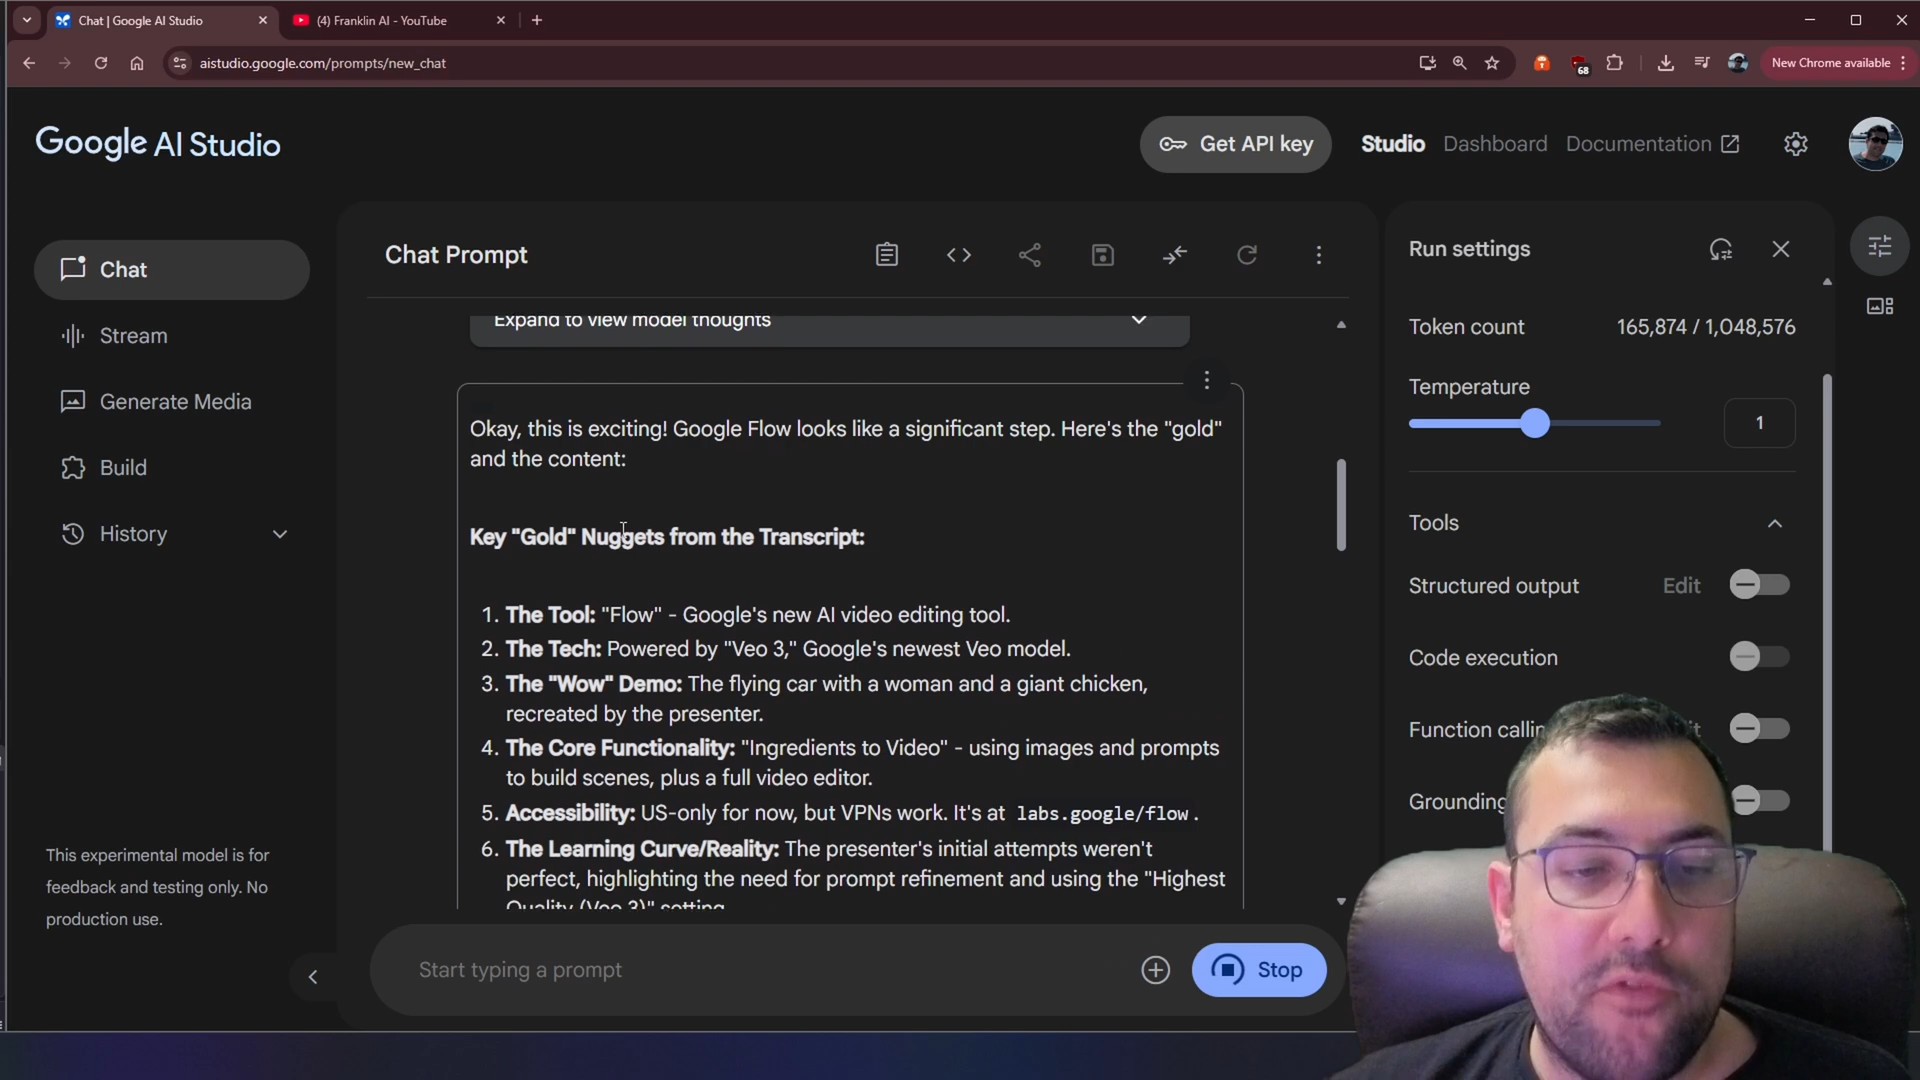 Chat | Google AI Studio
(4) Franklin AI - YouTube
aistudio.google.com/prompts/new_chat
68
New Chrome available
Google AI Studio
Get API key
Studio
Dashboard
Documentation
Chat
Stream
Generate Media
Build
History
This experimental model is for
feedback and testing only. No
production use.
Chat Prompt
Expand to view model thoughts
Okay, this is exciting! Google Flow looks like a significant step. Here's the "gold"
and the content:
Key "Gold" Nuggets from the Transcript:
1. The Tool: "Flow" - Google's new AI video editing tool.
2. The Tech: Powered by "Veo 3," Google's newest Veo model.
3. The "Wow" Demo: The flying car with a woman and a giant chicken,
recreated by the presenter.
4. The Core Functionality: "Ingredients to Video" - using images and prompts
to build scenes, plus a full video editor.
5. Accessibility: US-only for now, but VPNs work. It's at labs.google/flow.
6. The Learning Curve/Reality: The presenter's initial attempts weren't
perfect, highlighting the need for prompt refinement and using the "Highest
Quality (Veo 3)" setting.
Start typing a prompt
Stop
Run settings
Token count
165,874 / 1,048,576
Temperature
1
Tools
Structured output
Edit
Code execution
Function callin
Grounding